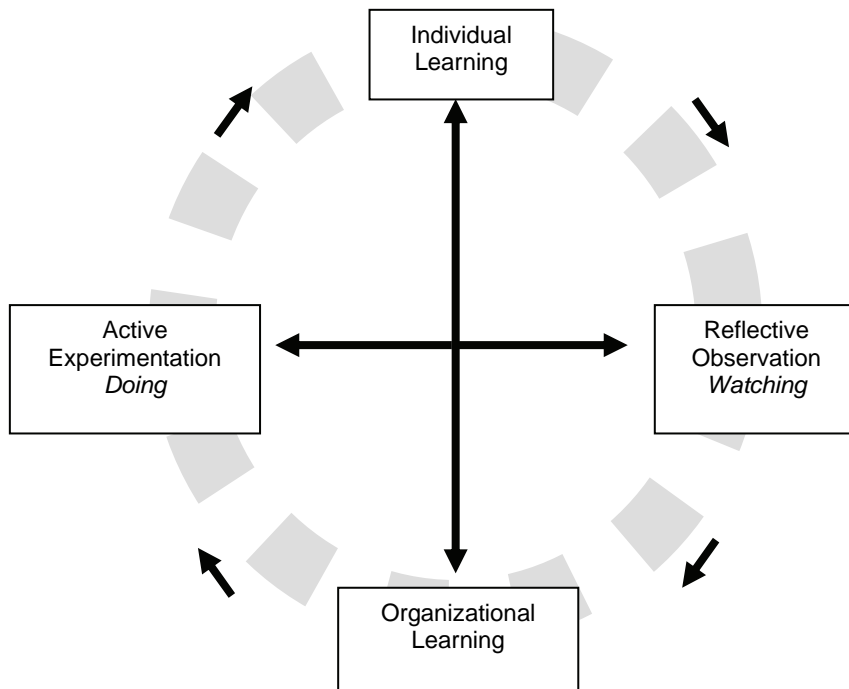 Individual
Learning
Active
Experimentation
Doing
Reflective
Observation
Watching
Organizational
Learning